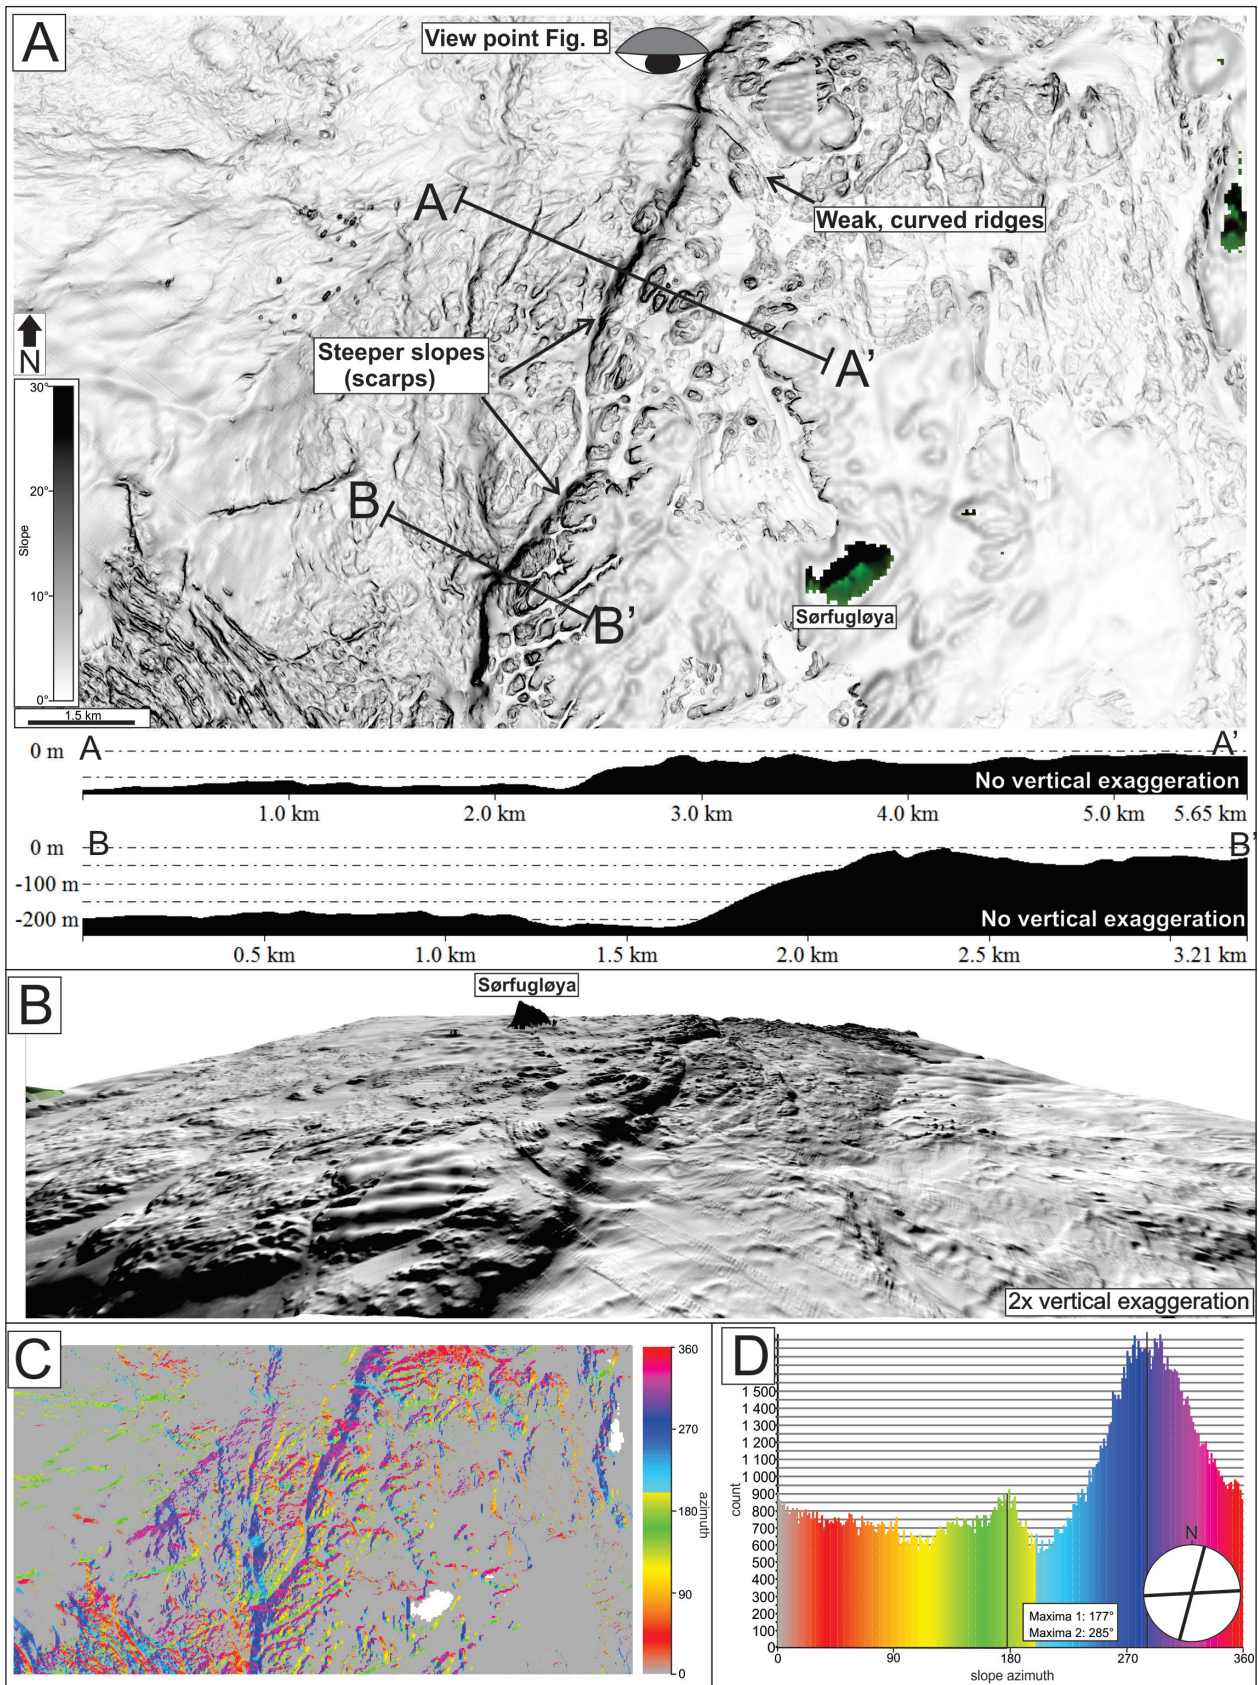 A
View point Fig. B
Weak, curved ridges
A
A'
Steeper slopes
(scarps)
B
B'
N
30°
20°
10°
0°
Slope
1.5 km
Sørfugløya
A
A'
0 m
No vertical exaggeration
1.0 km
2.0 km
3.0 km
4.0 km
5.0 km
5.65 km
B
B'
0 m
-100 m
-200 m
No vertical exaggeration
0.5 km
1.0 km
1.5 km
2.0 km
2.5 km
3.21 km
B
Sørfugløya
2x vertical exaggeration
C
360
270
180
90
0
azimuth
D
1 500
1 400
1 300
1 200
1 100
1 000
900
800
700
600
500
400
300
200
100
0
count
0
90
180
270
360
slope azimuth
Maxima 1: 177°
Maxima 2: 285°
N